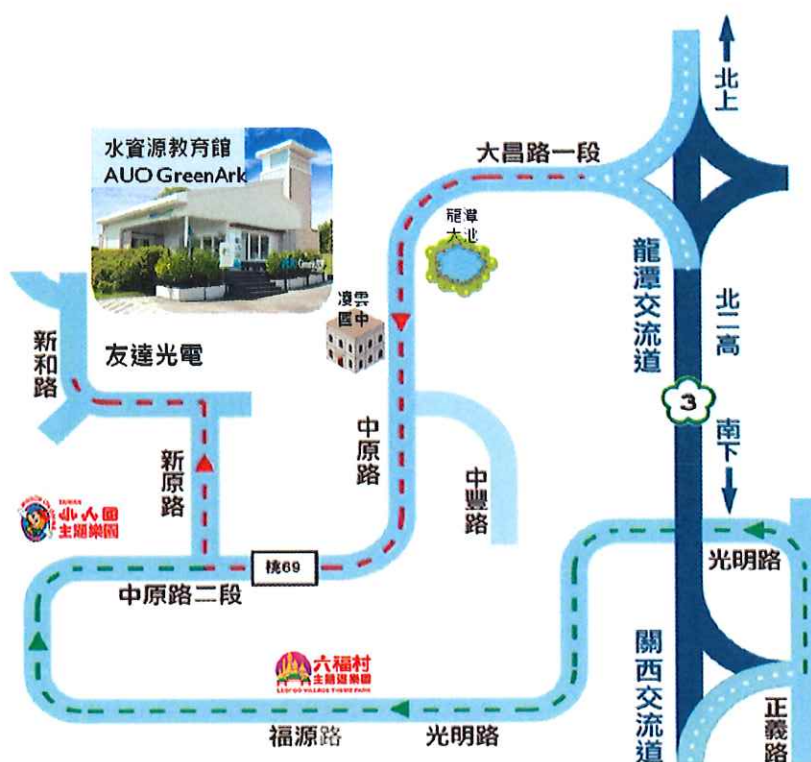 北上
水資源教育館
AUO GreenArk
大昌路一段
龍潭
大池
龍潭交流道
北二高
凌雲
國中
新和路
友達光電
3
南下
中原路
中豐路
新原路
小人國
主題樂園
桃69
中原路二段
光明路
六福村
主題遊樂園
LEOFOO VILLAGE THEME PARK
關西交流道
正義路
福源路
光明路